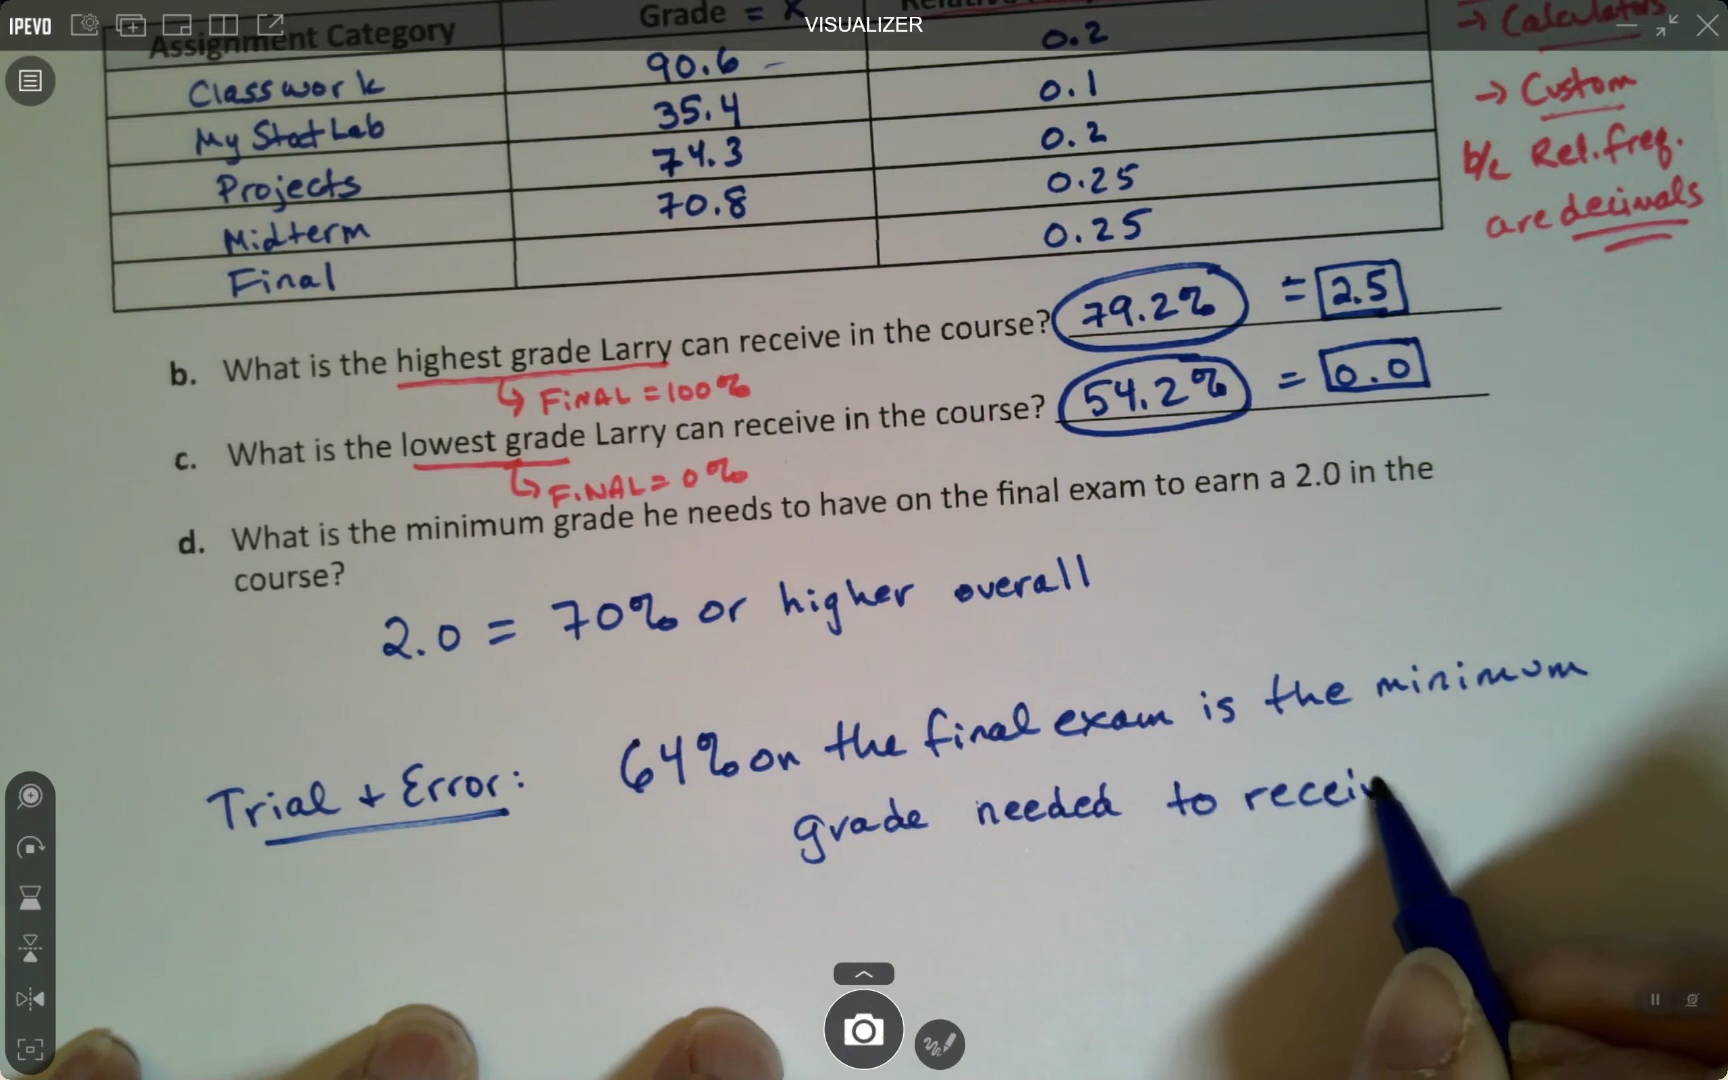 IPEVO
VISUALIZER
Assignment Category Grade = X
→ Calculators
Classwork 90.6 0.2
→ Custom
My StatLab 35.4 0.1
b/c Rel. freq.
Projects 74.3 0.2
are decimals
Midterm 70.8 0.25
Final 0.25
b. What is the highest grade Larry can receive in the course? 79.2% = 2.5
↳ FINAL = 100%
c. What is the lowest grade Larry can receive in the course? 54.2% = 0.0
↳ FINAL = 0%
d. What is the minimum grade he needs to have on the final exam to earn a 2.0 in the
course?
2.0 = 70% or higher overall
Trial + Error: 64% on the final exam is the minimum
grade needed to receiv